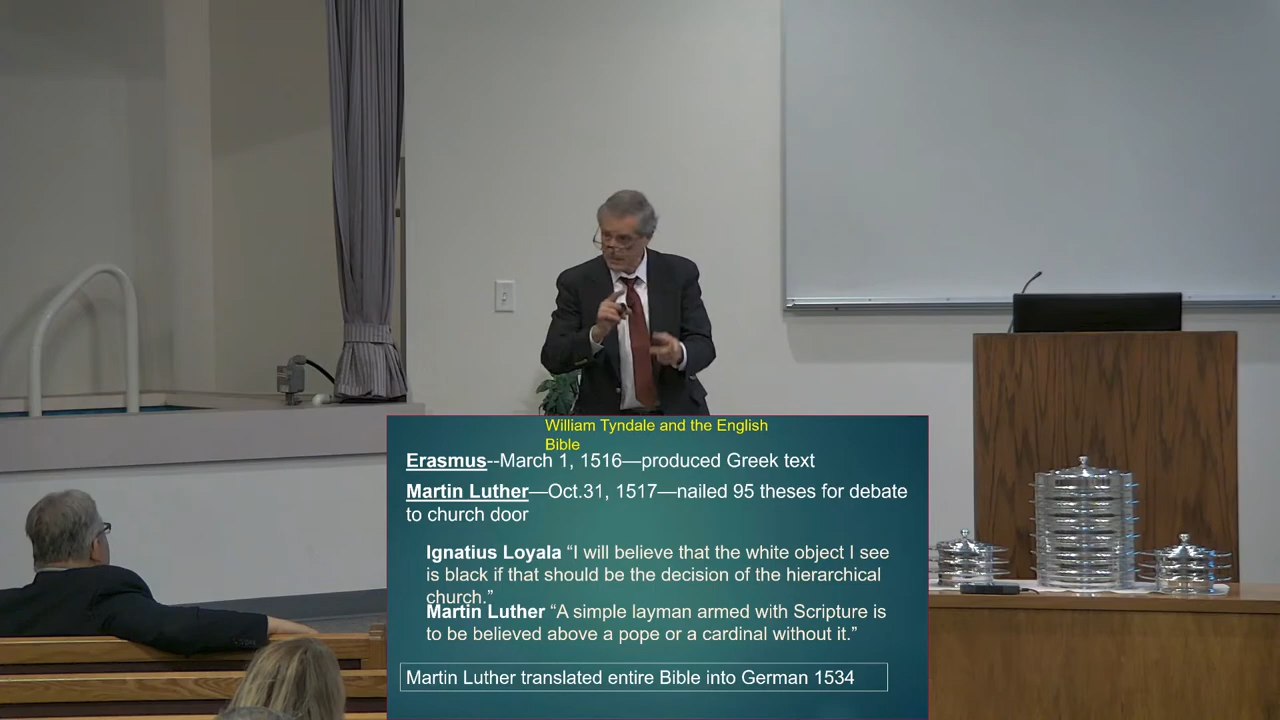 William Tyndale and the English
Bible
Erasmus--March 1, 1516—produced Greek text
Martin Luther—Oct.31, 1517—nailed 95 theses for debate
to church door
Ignatius Loyala “I will believe that the white object I see
is black if that should be the decision of the hierarchical
church.”
Martin Luther “A simple layman armed with Scripture is
to be believed above a pope or a cardinal without it.”
Martin Luther translated entire Bible into German 1534